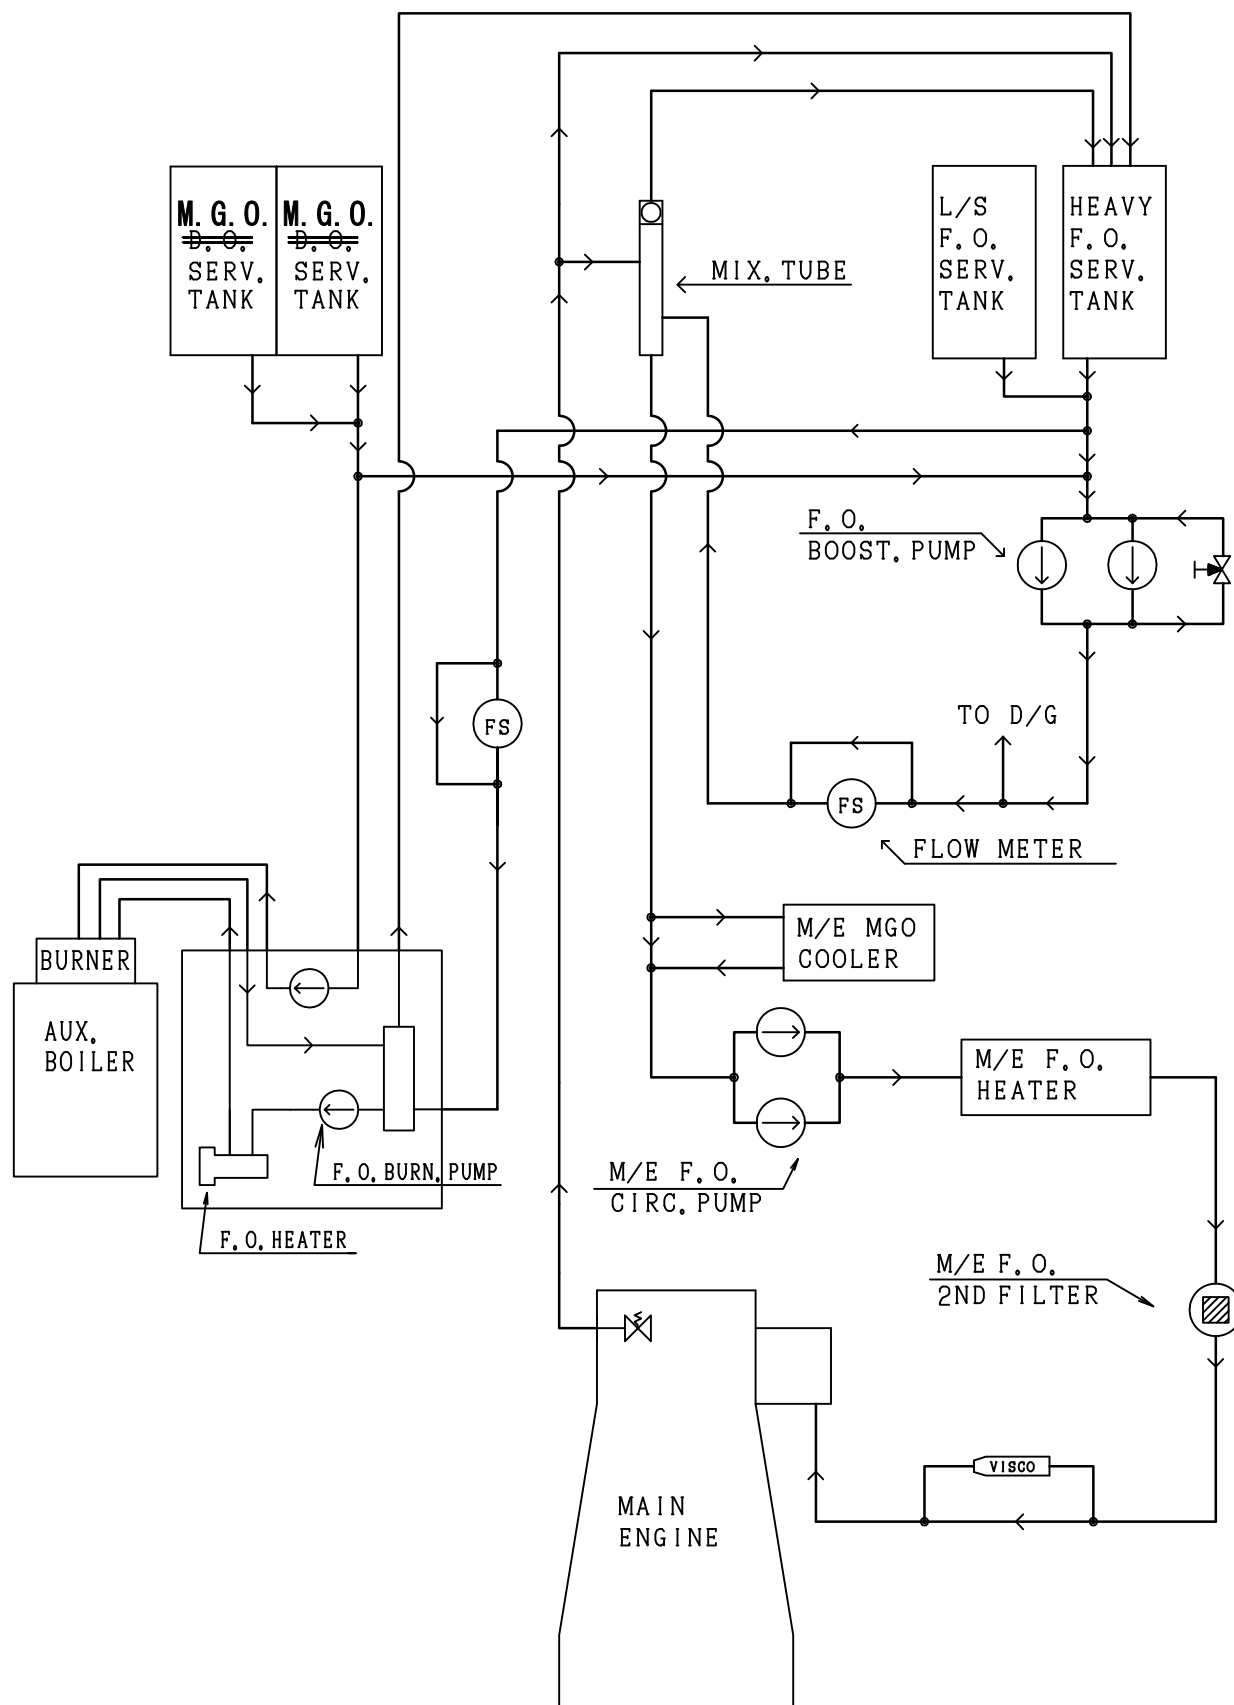 M.G.O.
D.O.
SERV.
TANK
M.G.O.
D.O.
SERV.
TANK
MIX. TUBE
L/S
F.O.
SERV.
TANK
HEAVY
F.O.
SERV.
TANK
F.O.
BOOST. PUMP
FS
TO D/G
FS
FLOW METER
M/E MGO
COOLER
BURNER
AUX.
BOILER
M/E F.O.
HEATER
F.O. BURN. PUMP
M/E F.O.
CIRC. PUMP
F.O. HEATER
M/E F.O.
2ND FILTER
VISCO
MAIN
ENGINE